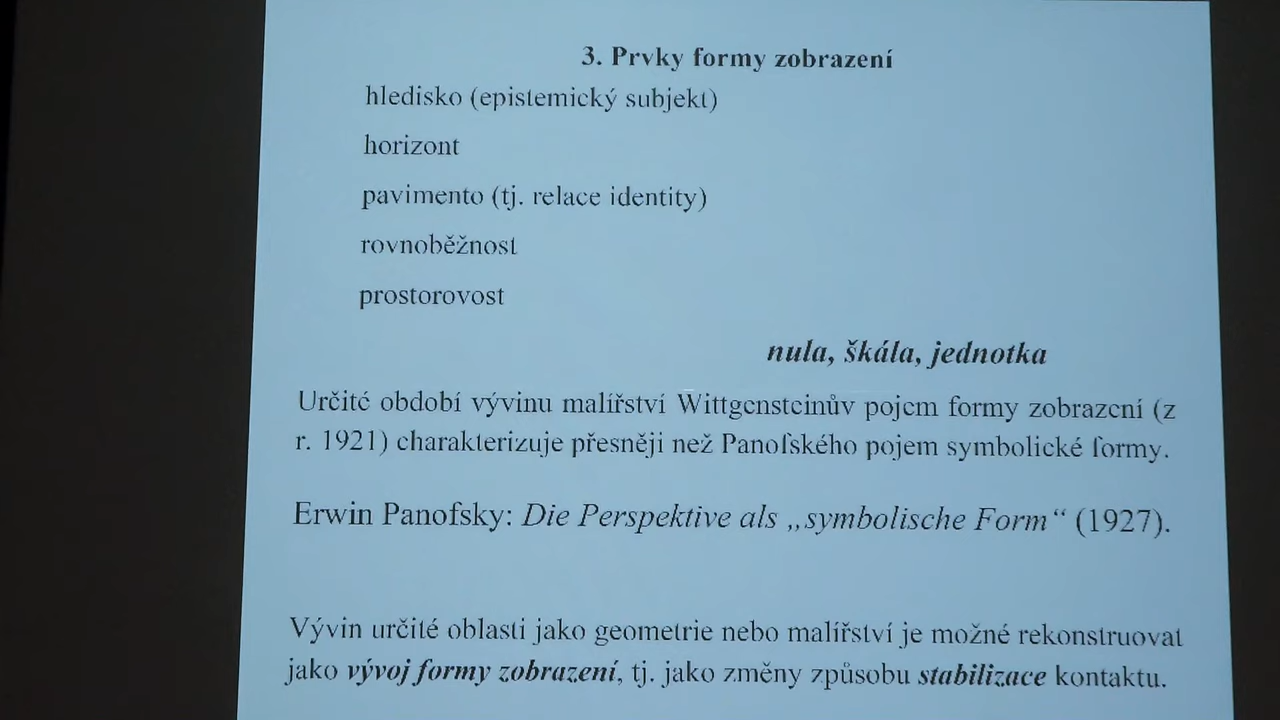 3. Prvky formy zobrazení
hledisko (epistemický subjekt)
horizont
pavimento (tj. relace identity)
rovnoběžnost
prostorovost
nula, škála, jednotka
Určité období vývinu malířství Wittgensteinův pojem formy zobrazení (z
r. 1921) charakterizuje přesněji než Panofského pojem symbolické formy.
Erwin Panofsky: Die Perspektive als „symbolische Form“ (1927).
Vývin určité oblasti jako geometrie nebo malířství je možné rekonstruovat
jako vývoj formy zobrazení, tj. jako změny způsobu stabilizace kontaktu.